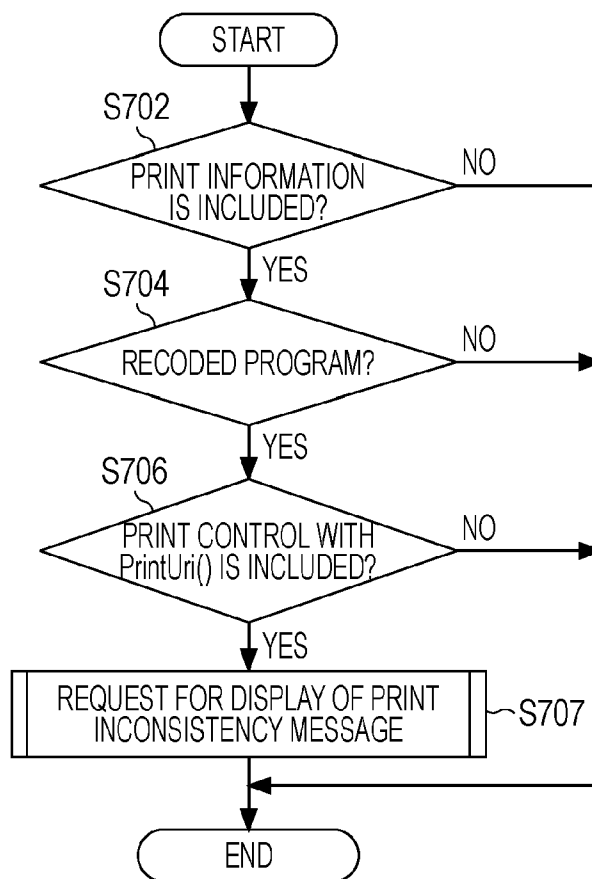 START
S702
PRINT INFORMATION
IS INCLUDED?
NO
YES
S704
RECODED PROGRAM?
NO
YES
S706
PRINT CONTROL WITH
PrintUri() IS INCLUDED?
NO
YES
REQUEST FOR DISPLAY OF PRINT
INCONSISTENCY MESSAGE
S707
END